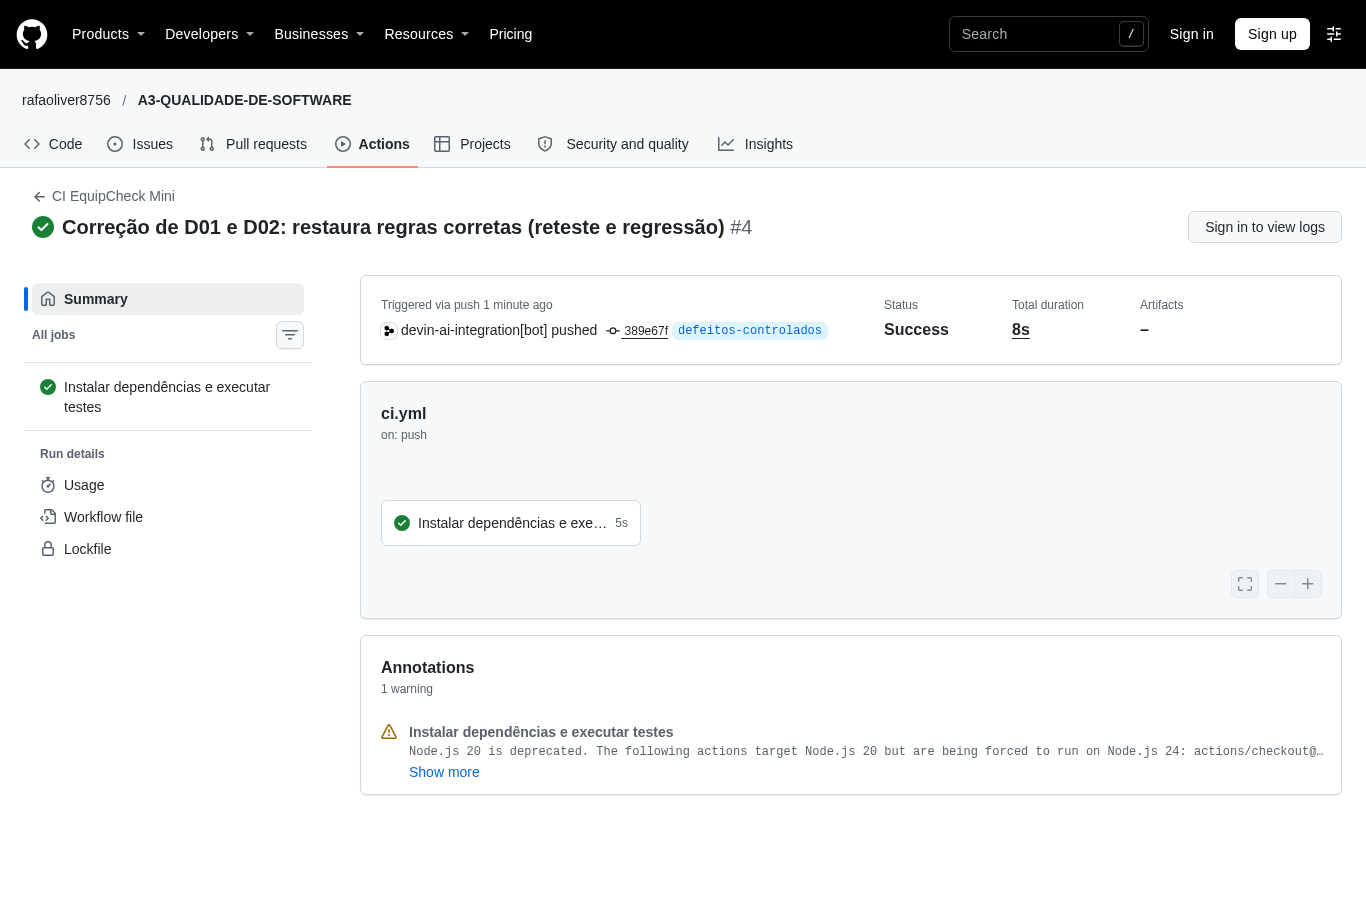 Products Developers Businesses Resources Pricing Search / Sign in Sign up
rafaoliver8756 / A3-QUALIDADE-DE-SOFTWARE
Code Issues Pull requests Actions Projects Security and quality Insights
CI EquipCheck Mini
Correção de D01 e D02: restaura regras corretas (reteste e regressão) #4
Sign in to view logs
Summary
All jobs
Instalar dependências e executar
testes
Run details
Usage
Workflow file
Lockfile
Triggered via push 1 minute ago
devin-ai-integration[bot] pushed 389e67f defeitos-controlados
Status
Success
Total duration
8s
Artifacts
–
ci.yml
on: push
Instalar dependências e exe… 5s
Annotations
1 warning
Instalar dependências e executar testes
Node.js 20 is deprecated. The following actions target Node.js 20 but are being forced to run on Node.js 24: actions/checkout@…
Show more